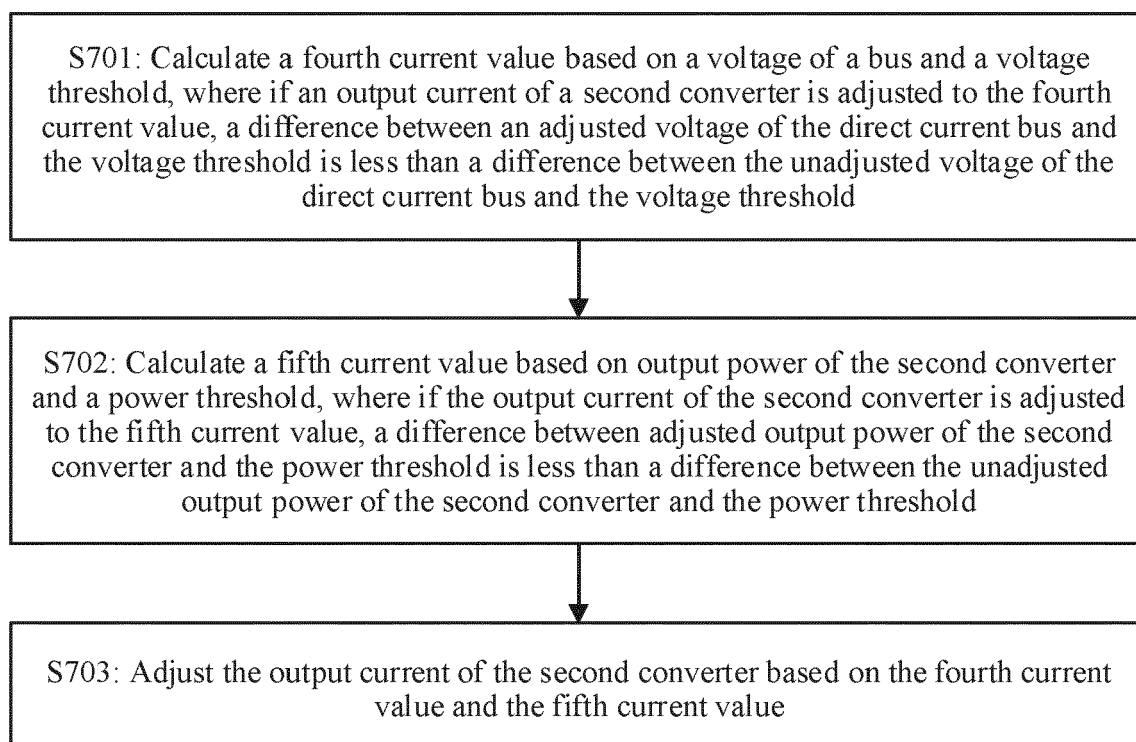 S701: Calculate a fourth current value based on a voltage of a bus and a voltage
threshold, where if an output current of a second converter is adjusted to the fourth
current value, a difference between an adjusted voltage of the direct current bus and
the voltage threshold is less than a difference between the unadjusted voltage of the
direct current bus and the voltage threshold
S702: Calculate a fifth current value based on output power of the second converter
and a power threshold, where if the output current of the second converter is adjusted
to the fifth current value, a difference between adjusted output power of the second
converter and the power threshold is less than a difference between the unadjusted
output power of the second converter and the power threshold
S703: Adjust the output current of the second converter based on the fourth current
value and the fifth current value